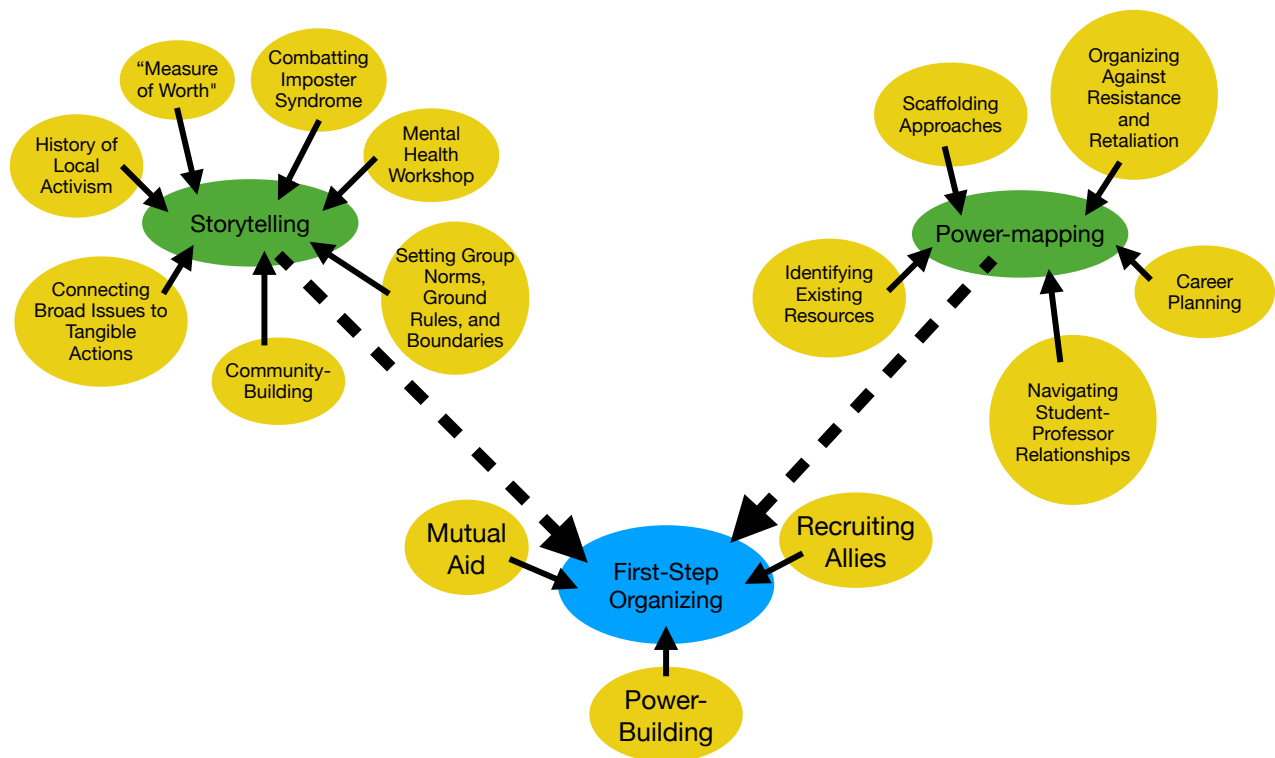 “Measure
of Worth"
Combatting
Imposter
Syndrome
History of
Local
Activism
Mental
Health
Workshop
Storytelling
Connecting
Broad Issues to
Tangible
Actions
Community-
Building
Setting Group
Norms,
Ground
Rules, and
Boundaries
Scaffolding
Approaches
Organizing
Against
Resistance
and
Retaliation
Power-mapping
Identifying
Existing
Resources
Career
Planning
Navigating
Student-
Professor
Relationships
Mutual
Aid
Recruiting
Allies
First-Step
Organizing
Power-
Building